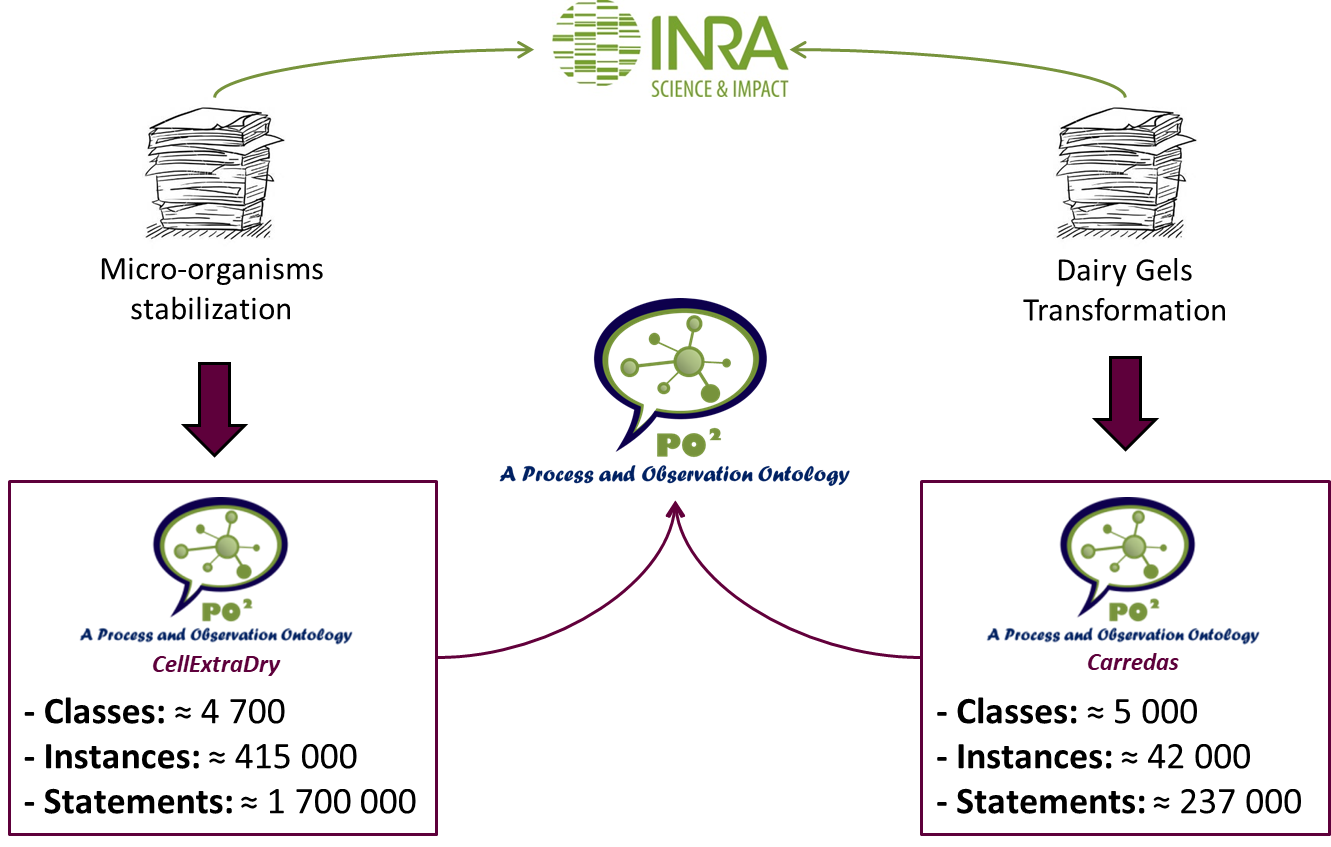 INRA
SCIENCE & IMPACT
Micro-organisms
stabilization
Dairy Gels
Transformation
PO²
A Process and Observation Ontology
PO²
A Process and Observation Ontology
CellExtraDry
- Classes: ≈ 4 700
- Instances: ≈ 415 000
- Statements: ≈ 1 700 000
PO²
A Process and Observation Ontology
Carredas
- Classes: ≈ 5 000
- Instances: ≈ 42 000
- Statements: ≈ 237 000